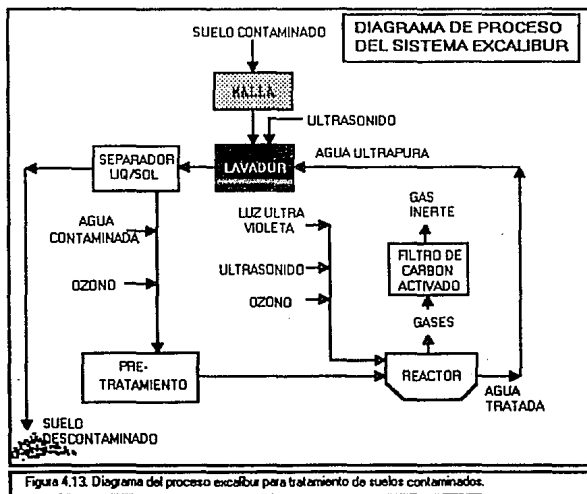 DIAGRAMA DE PROCESO
DEL SISTEMA EXCALIBUR
SUELO CONTAMINADO
MALLA
ULTRASONIDO
SEPARADOR
LIQ/SOL
LAVADUR
AGUA ULTRAPURA
AGUA
CONTAMINADA
OZONO
LUZ ULTRA
VIOLETA
ULTRASONIDO
OZONO
GAS
INERTE
FILTRO DE
CARBON
ACTIVADO
GASES
PRE-
TRATAMIENTO
REACTOR
AGUA
TRATADA
SUELO
DESCONTAMINADO
Figura 4.13. Diagrama del proceso excalibur para tratamiento de suelos contaminados.